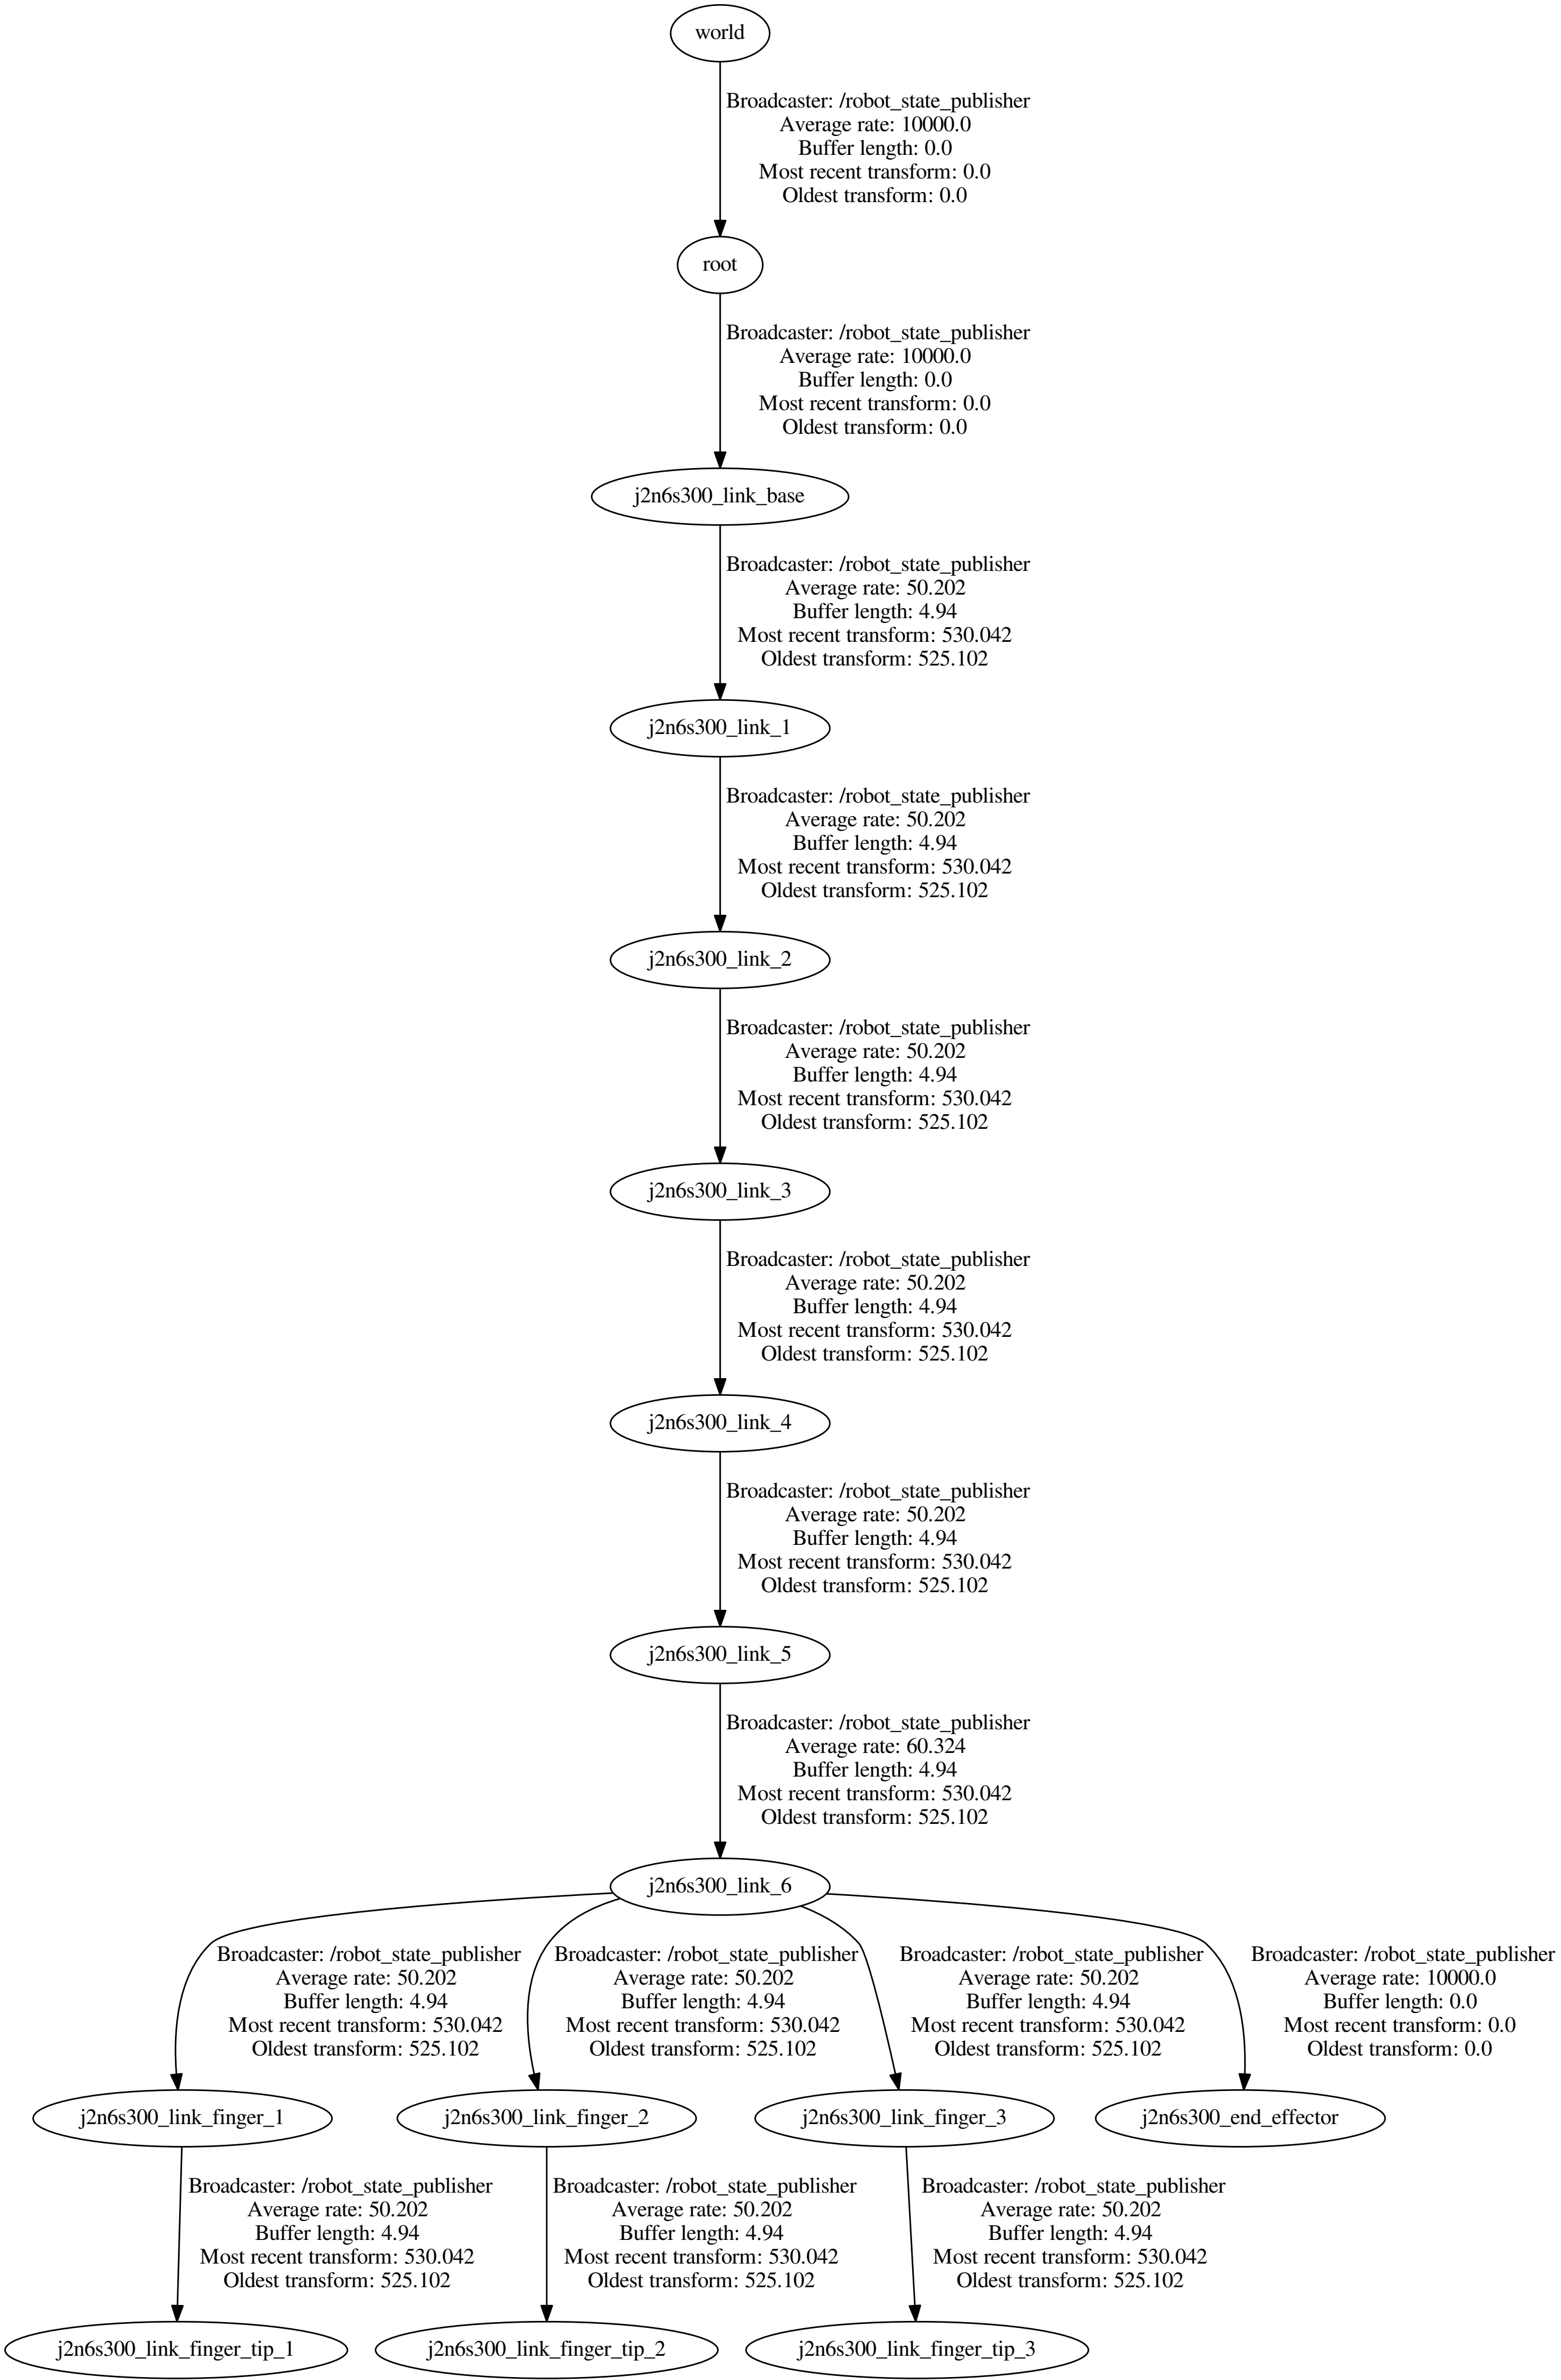 world
Broadcaster: /robot_state_publisher
Average rate: 10000.0
Buffer length: 0.0
Most recent transform: 0.0
Oldest transform: 0.0
root
Broadcaster: /robot_state_publisher
Average rate: 10000.0
Buffer length: 0.0
Most recent transform: 0.0
Oldest transform: 0.0
j2n6s300_link_base
Broadcaster: /robot_state_publisher
Average rate: 50.202
Buffer length: 4.94
Most recent transform: 530.042
Oldest transform: 525.102
j2n6s300_link_1
Broadcaster: /robot_state_publisher
Average rate: 50.202
Buffer length: 4.94
Most recent transform: 530.042
Oldest transform: 525.102
j2n6s300_link_2
Broadcaster: /robot_state_publisher
Average rate: 50.202
Buffer length: 4.94
Most recent transform: 530.042
Oldest transform: 525.102
j2n6s300_link_3
Broadcaster: /robot_state_publisher
Average rate: 50.202
Buffer length: 4.94
Most recent transform: 530.042
Oldest transform: 525.102
j2n6s300_link_4
Broadcaster: /robot_state_publisher
Average rate: 50.202
Buffer length: 4.94
Most recent transform: 530.042
Oldest transform: 525.102
j2n6s300_link_5
Broadcaster: /robot_state_publisher
Average rate: 60.324
Buffer length: 4.94
Most recent transform: 530.042
Oldest transform: 525.102
j2n6s300_link_6
Broadcaster: /robot_state_publisher
Average rate: 50.202
Buffer length: 4.94
Most recent transform: 530.042
Oldest transform: 525.102
Broadcaster: /robot_state_publisher
Average rate: 50.202
Buffer length: 4.94
Most recent transform: 530.042
Oldest transform: 525.102
Broadcaster: /robot_state_publisher
Average rate: 50.202
Buffer length: 4.94
Most recent transform: 530.042
Oldest transform: 525.102
Broadcaster: /robot_state_publisher
Average rate: 10000.0
Buffer length: 0.0
Most recent transform: 0.0
Oldest transform: 0.0
j2n6s300_link_finger_1
j2n6s300_link_finger_2
j2n6s300_link_finger_3
j2n6s300_end_effector
Broadcaster: /robot_state_publisher
Average rate: 50.202
Buffer length: 4.94
Most recent transform: 530.042
Oldest transform: 525.102
Broadcaster: /robot_state_publisher
Average rate: 50.202
Buffer length: 4.94
Most recent transform: 530.042
Oldest transform: 525.102
Broadcaster: /robot_state_publisher
Average rate: 50.202
Buffer length: 4.94
Most recent transform: 530.042
Oldest transform: 525.102
j2n6s300_link_finger_tip_1
j2n6s300_link_finger_tip_2
j2n6s300_link_finger_tip_3